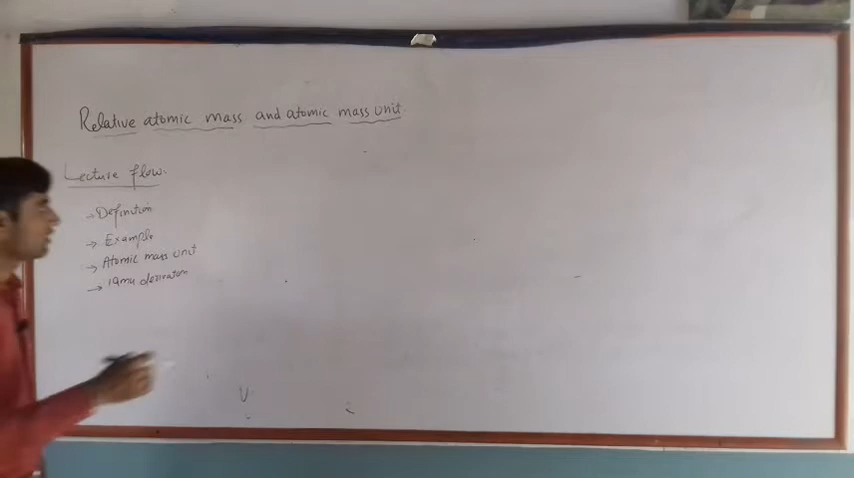 Relative atomic mass and atomic mass unit
Lecture flow.
→ Definition
→ Example
→ Atomic mass unit
→ 1amu derivation